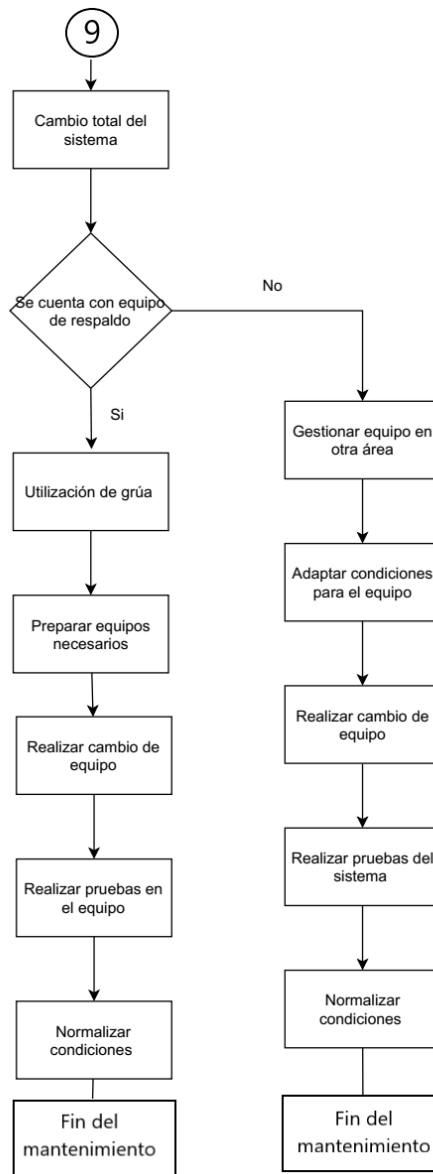 9
Cambio total del
sistema
Se cuenta con equipo
de respaldo
No
Si
Gestionar equipo en
otra área
Utilización de grúa
Adaptar condiciones
para el equipo
Preparar equipos
necesarios
Realizar cambio de
equipo
Realizar cambio de
equipo
Realizar pruebas del
sistema
Realizar pruebas en
el equipo
Normalizar
condiciones
Normalizar
condiciones
Fin del
mantenimiento
Fin del
mantenimiento